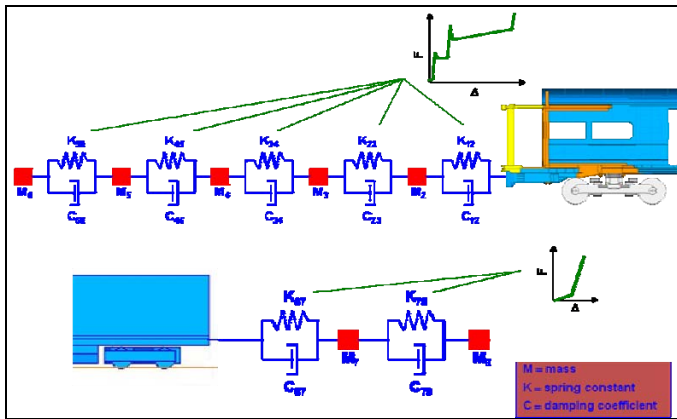 F
Δ
K56 K45 K34 K23 K12
M6 M5 M4 M3 M2
C56 C45 C34 C23 C12
F
Δ
K67 K78
M7 M8
C67 C78
M = mass
K = spring constant
C = damping coefficient